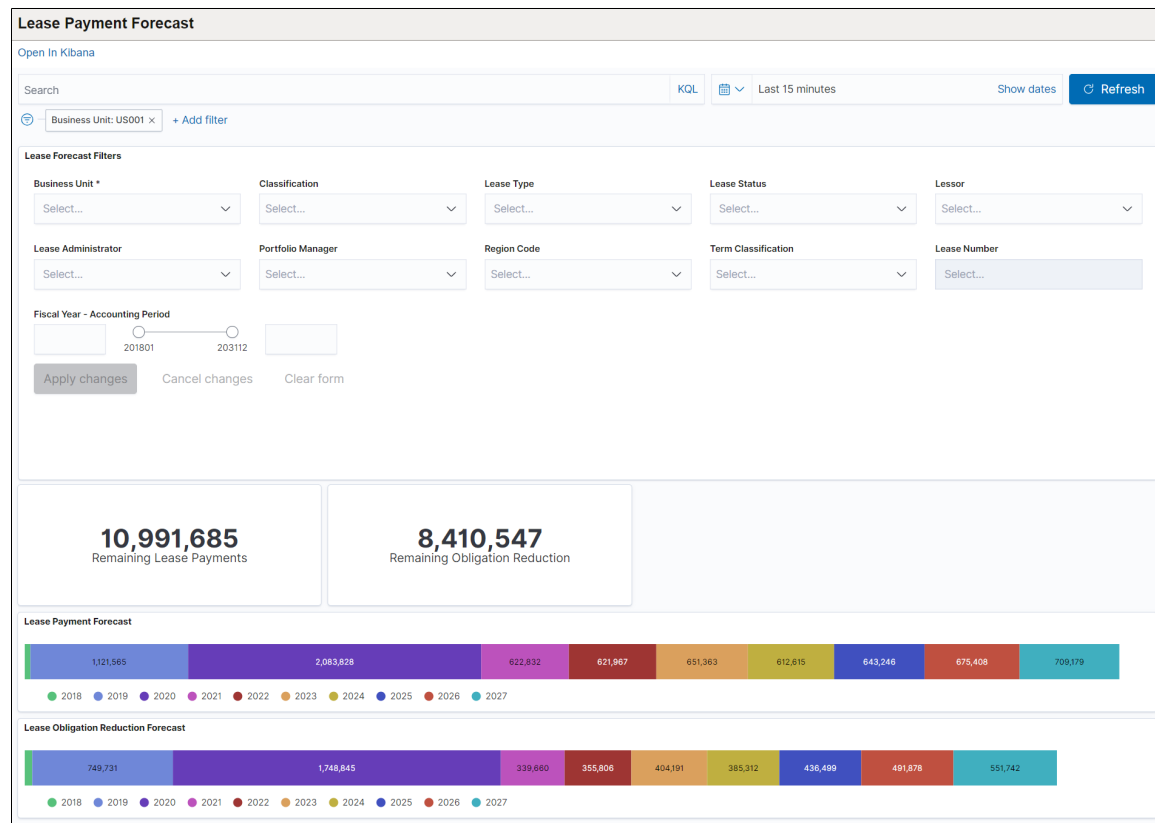 Lease Payment Forecast
Open In Kibana
Search KQL Last 15 minutes Show dates Refresh
Business Unit: US001 × + Add filter
Lease Forecast Filters
Business Unit * Classification Lease Type Lease Status Lessor
Select... Select... Select... Select... Select...
Lease Administrator Portfolio Manager Region Code Term Classification Lease Number
Select... Select... Select... Select... Select...
Fiscal Year - Accounting Period
201801 203112
Apply changes Cancel changes Clear form
10,991,685 8,410,547
Remaining Lease Payments Remaining Obligation Reduction
Lease Payment Forecast
1,121,565 2,083,828 622,832 621,967 651,363 612,615 643,246 675,408 709,179
2018 2019 2020 2021 2022 2023 2024 2025 2026 2027
Lease Obligation Reduction Forecast
749,731 1,748,845 339,660 355,806 404,191 385,312 436,499 491,878 551,742
2018 2019 2020 2021 2022 2023 2024 2025 2026 2027